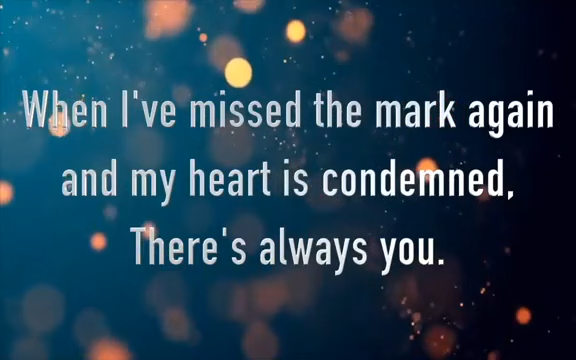 When I've missed the mark again
and my heart is condemned,
There's always you.